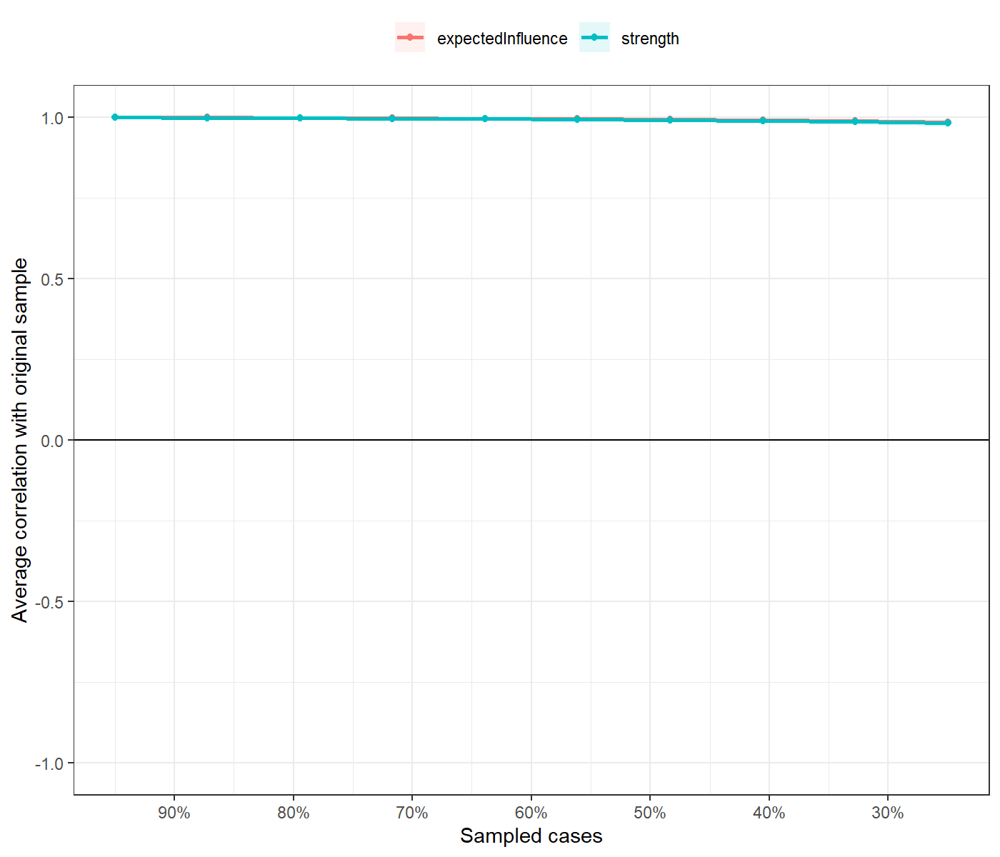 expectedInfluence strength
Average correlation with original sample
1.0
0.5
0.0
-0.5
-1.0
90% 80% 70% 60% 50% 40% 30%
Sampled cases